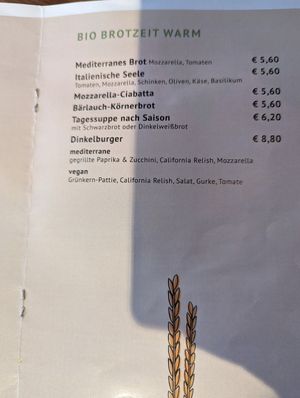 BIO BROTZEIT WARM
Mediterranes Brot Mozzarella, Tomaten € 5,60
Italienische Seele € 5,60
Tomaten, Mozzarella, Schinken, Oliven, Käse, Basilikum
Mozzarella-Ciabatta € 5,60
Bärlauch-Körnerbrot € 5,60
Tagessuppe nach Saison € 6,20
mit Schwarzbrot oder Dinkelweißbrot
Dinkelburger € 8,80
mediterrane
gegrillte Paprika & Zucchini, California Relish, Mozzarella
vegan
Grünkern-Pattie, California Relish, Salat, Gurke, Tomate